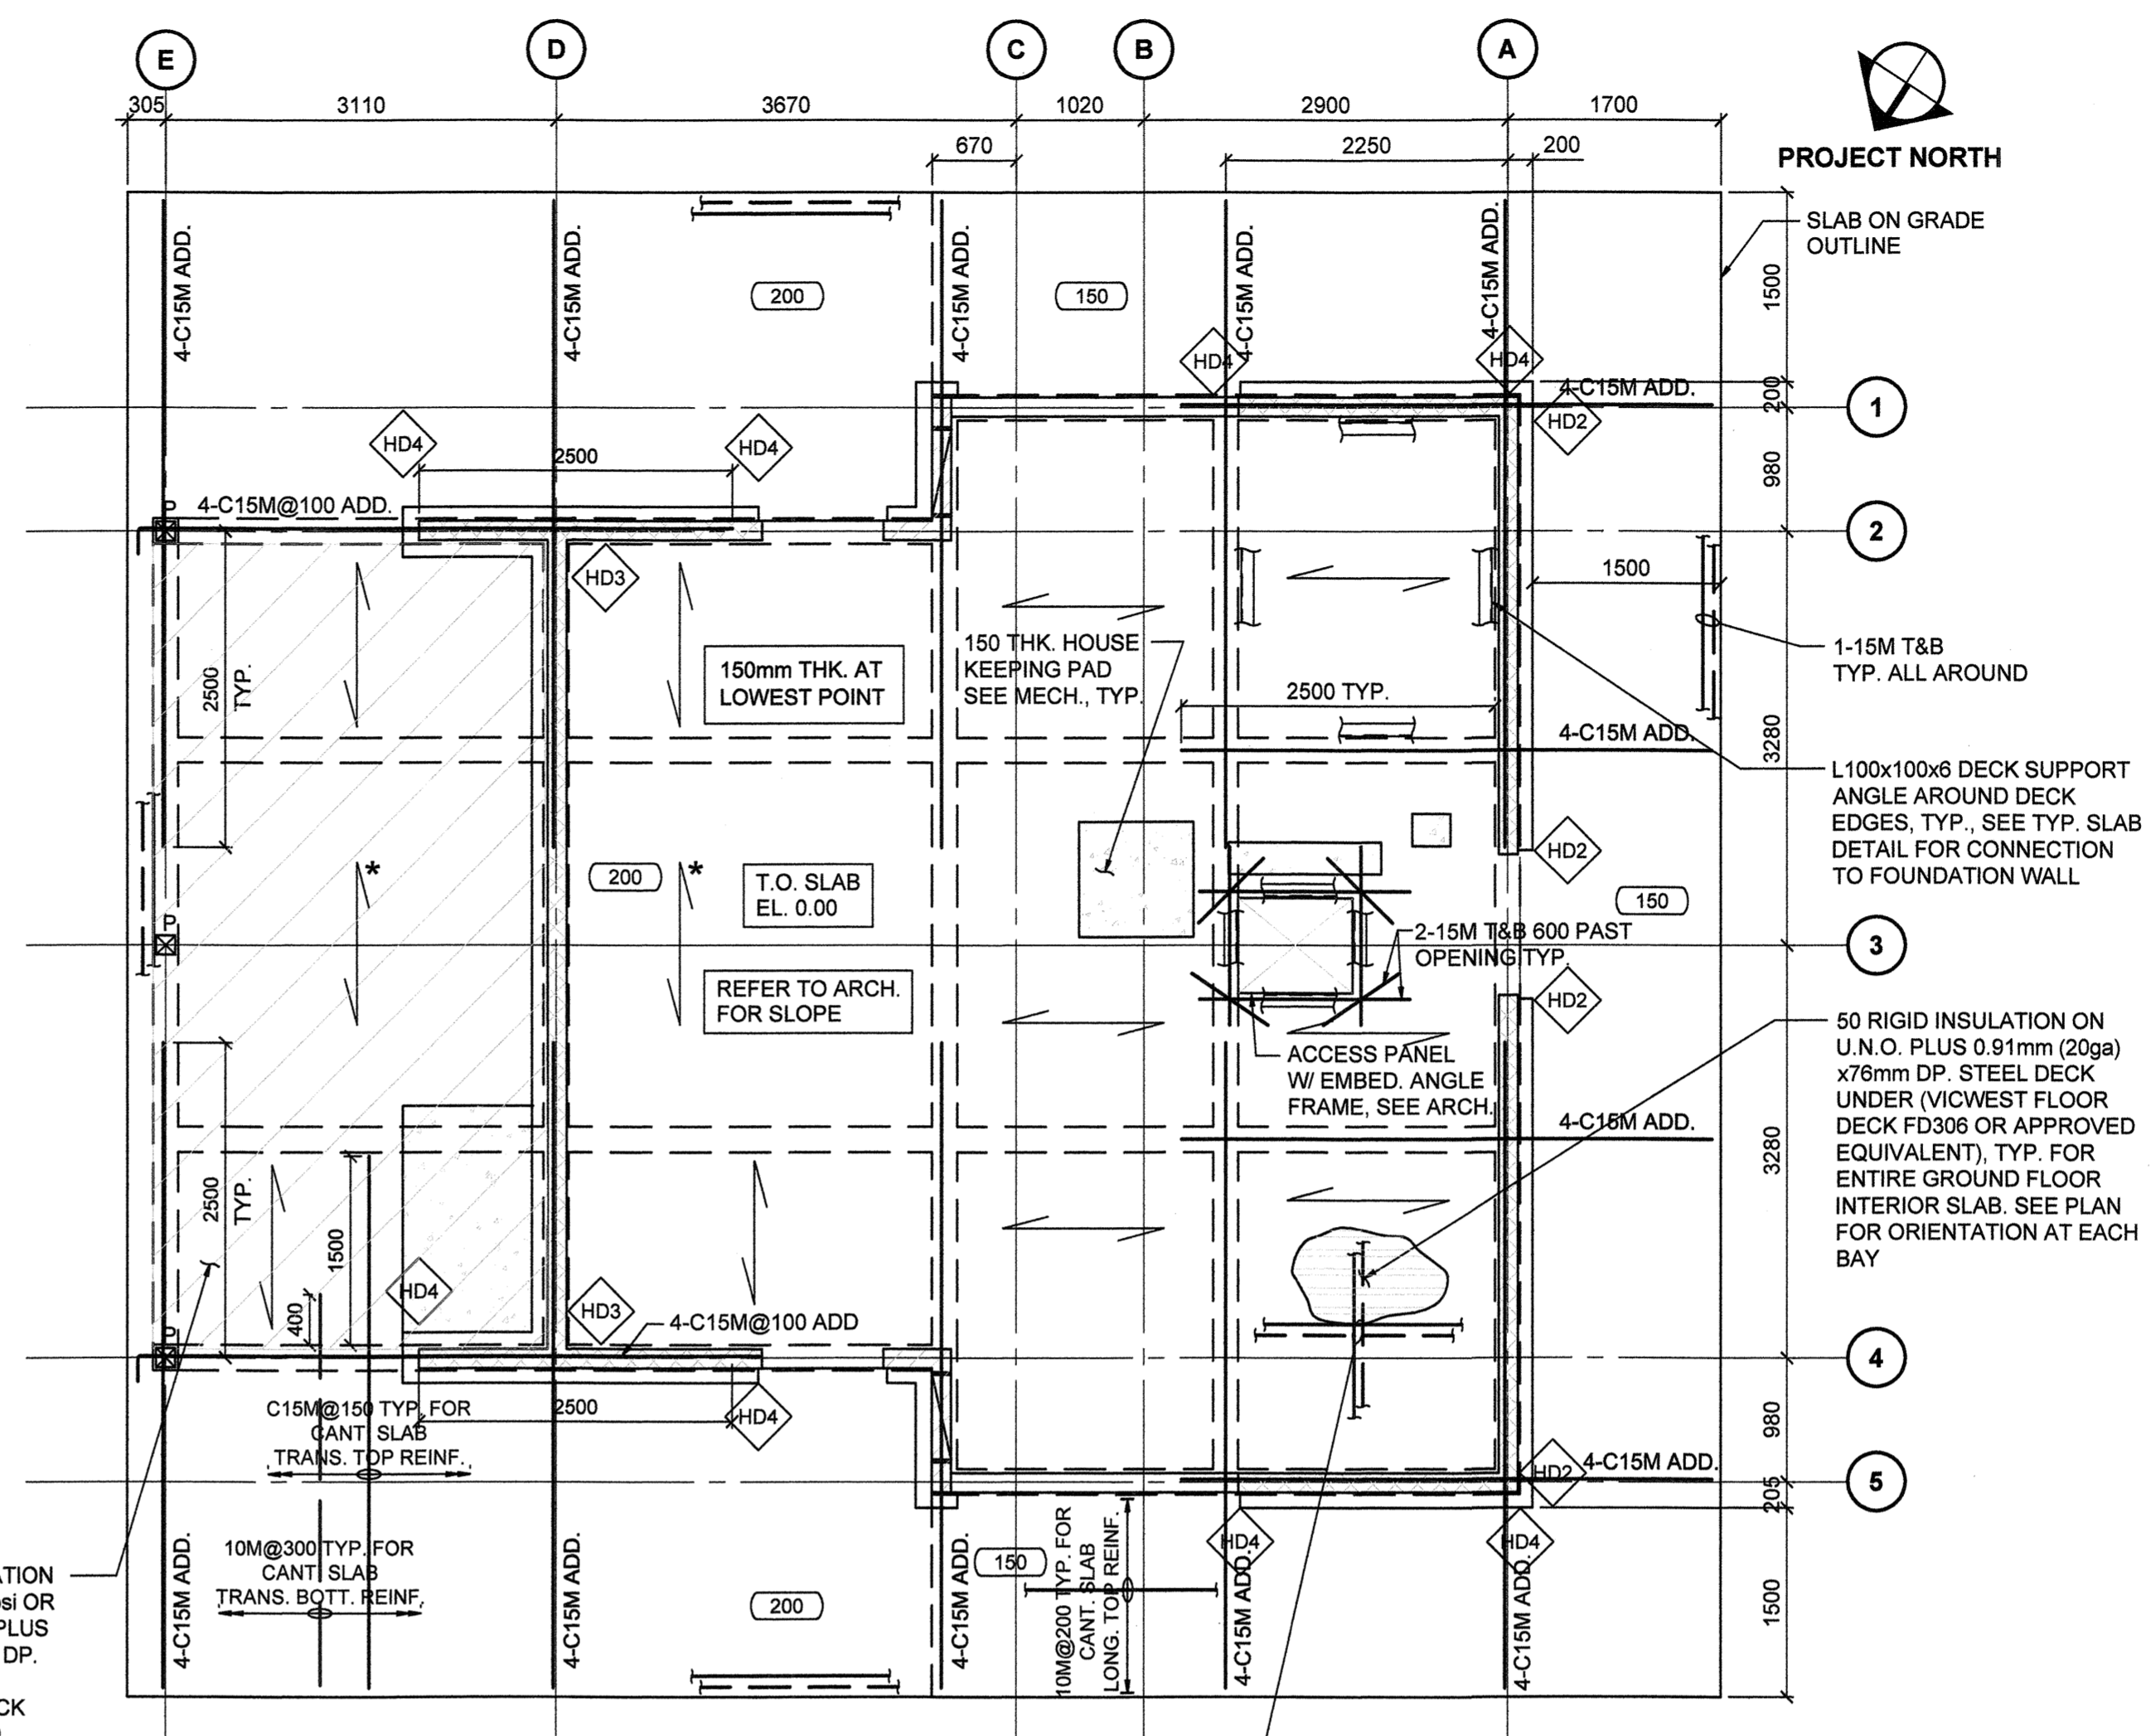 E
D
C
B
A
305
3110
3670
1020
2900
1700
670
2250
200
PROJECT NORTH
SLAB ON GRADE
OUTLINE
4-C15M ADD.
4-C15M ADD.
4-C15M ADD.
4-C15M ADD.
4-C15M ADD.
200
150
1500
HD4
HD4
4-C15M ADD.
200
1
HD2
HD4
2500
HD4
980
4-C15M@100 ADD.
P
2
HD3
1500
150 THK. HOUSE
KEEPING PAD
SEE MECH., TYP.
150mm THK. AT
LOWEST POINT
2500
TYP.
2500 TYP.
1-15M T&B
TYP. ALL AROUND
4-C15M ADD.
3280
L100x100x6 DECK SUPPORT
ANGLE AROUND DECK
EDGES, TYP., SEE TYP. SLAB
DETAIL FOR CONNECTION
TO FOUNDATION WALL
HD2
*
*
200
T.O. SLAB
EL. 0.00
150
P
2-15M T&B 600 PAST
OPENING TYP.
3
REFER TO ARCH.
FOR SLOPE
HD2
ACCESS PANEL
W/ EMBED. ANGLE
FRAME, SEE ARCH.
50 RIGID INSULATION ON
U.N.O. PLUS 0.91mm (20ga)
x76mm DP. STEEL DECK
UNDER (VICWEST FLOOR
DECK FD306 OR APPROVED
EQUIVALENT), TYP. FOR
ENTIRE GROUND FLOOR
INTERIOR SLAB. SEE PLAN
FOR ORIENTATION AT EACH
BAY
4-C15M ADD.
3280
2500
TYP.
1500
400
HD4
HD3
4-C15M@100 ADD
P
4
2500
HD4
C15M@150 TYP. FOR
CANT. SLAB
TRANS. TOP REINF.
980
HD2
4-C15M ADD.
5
205
10M@300 TYP. FOR
CANT. SLAB
TRANS. BOTT. REINF.
HD4
HD4
150
10M@200 TYP. FOR
CANT. SLAB
LONG. TOP REINF.
4-C15M ADD.
4-C15M ADD.
4-C15M ADD.
4-C15M ADD.
4-C15M ADD.
200
1500
ATION
osi OR
PLUS
DP.
CK